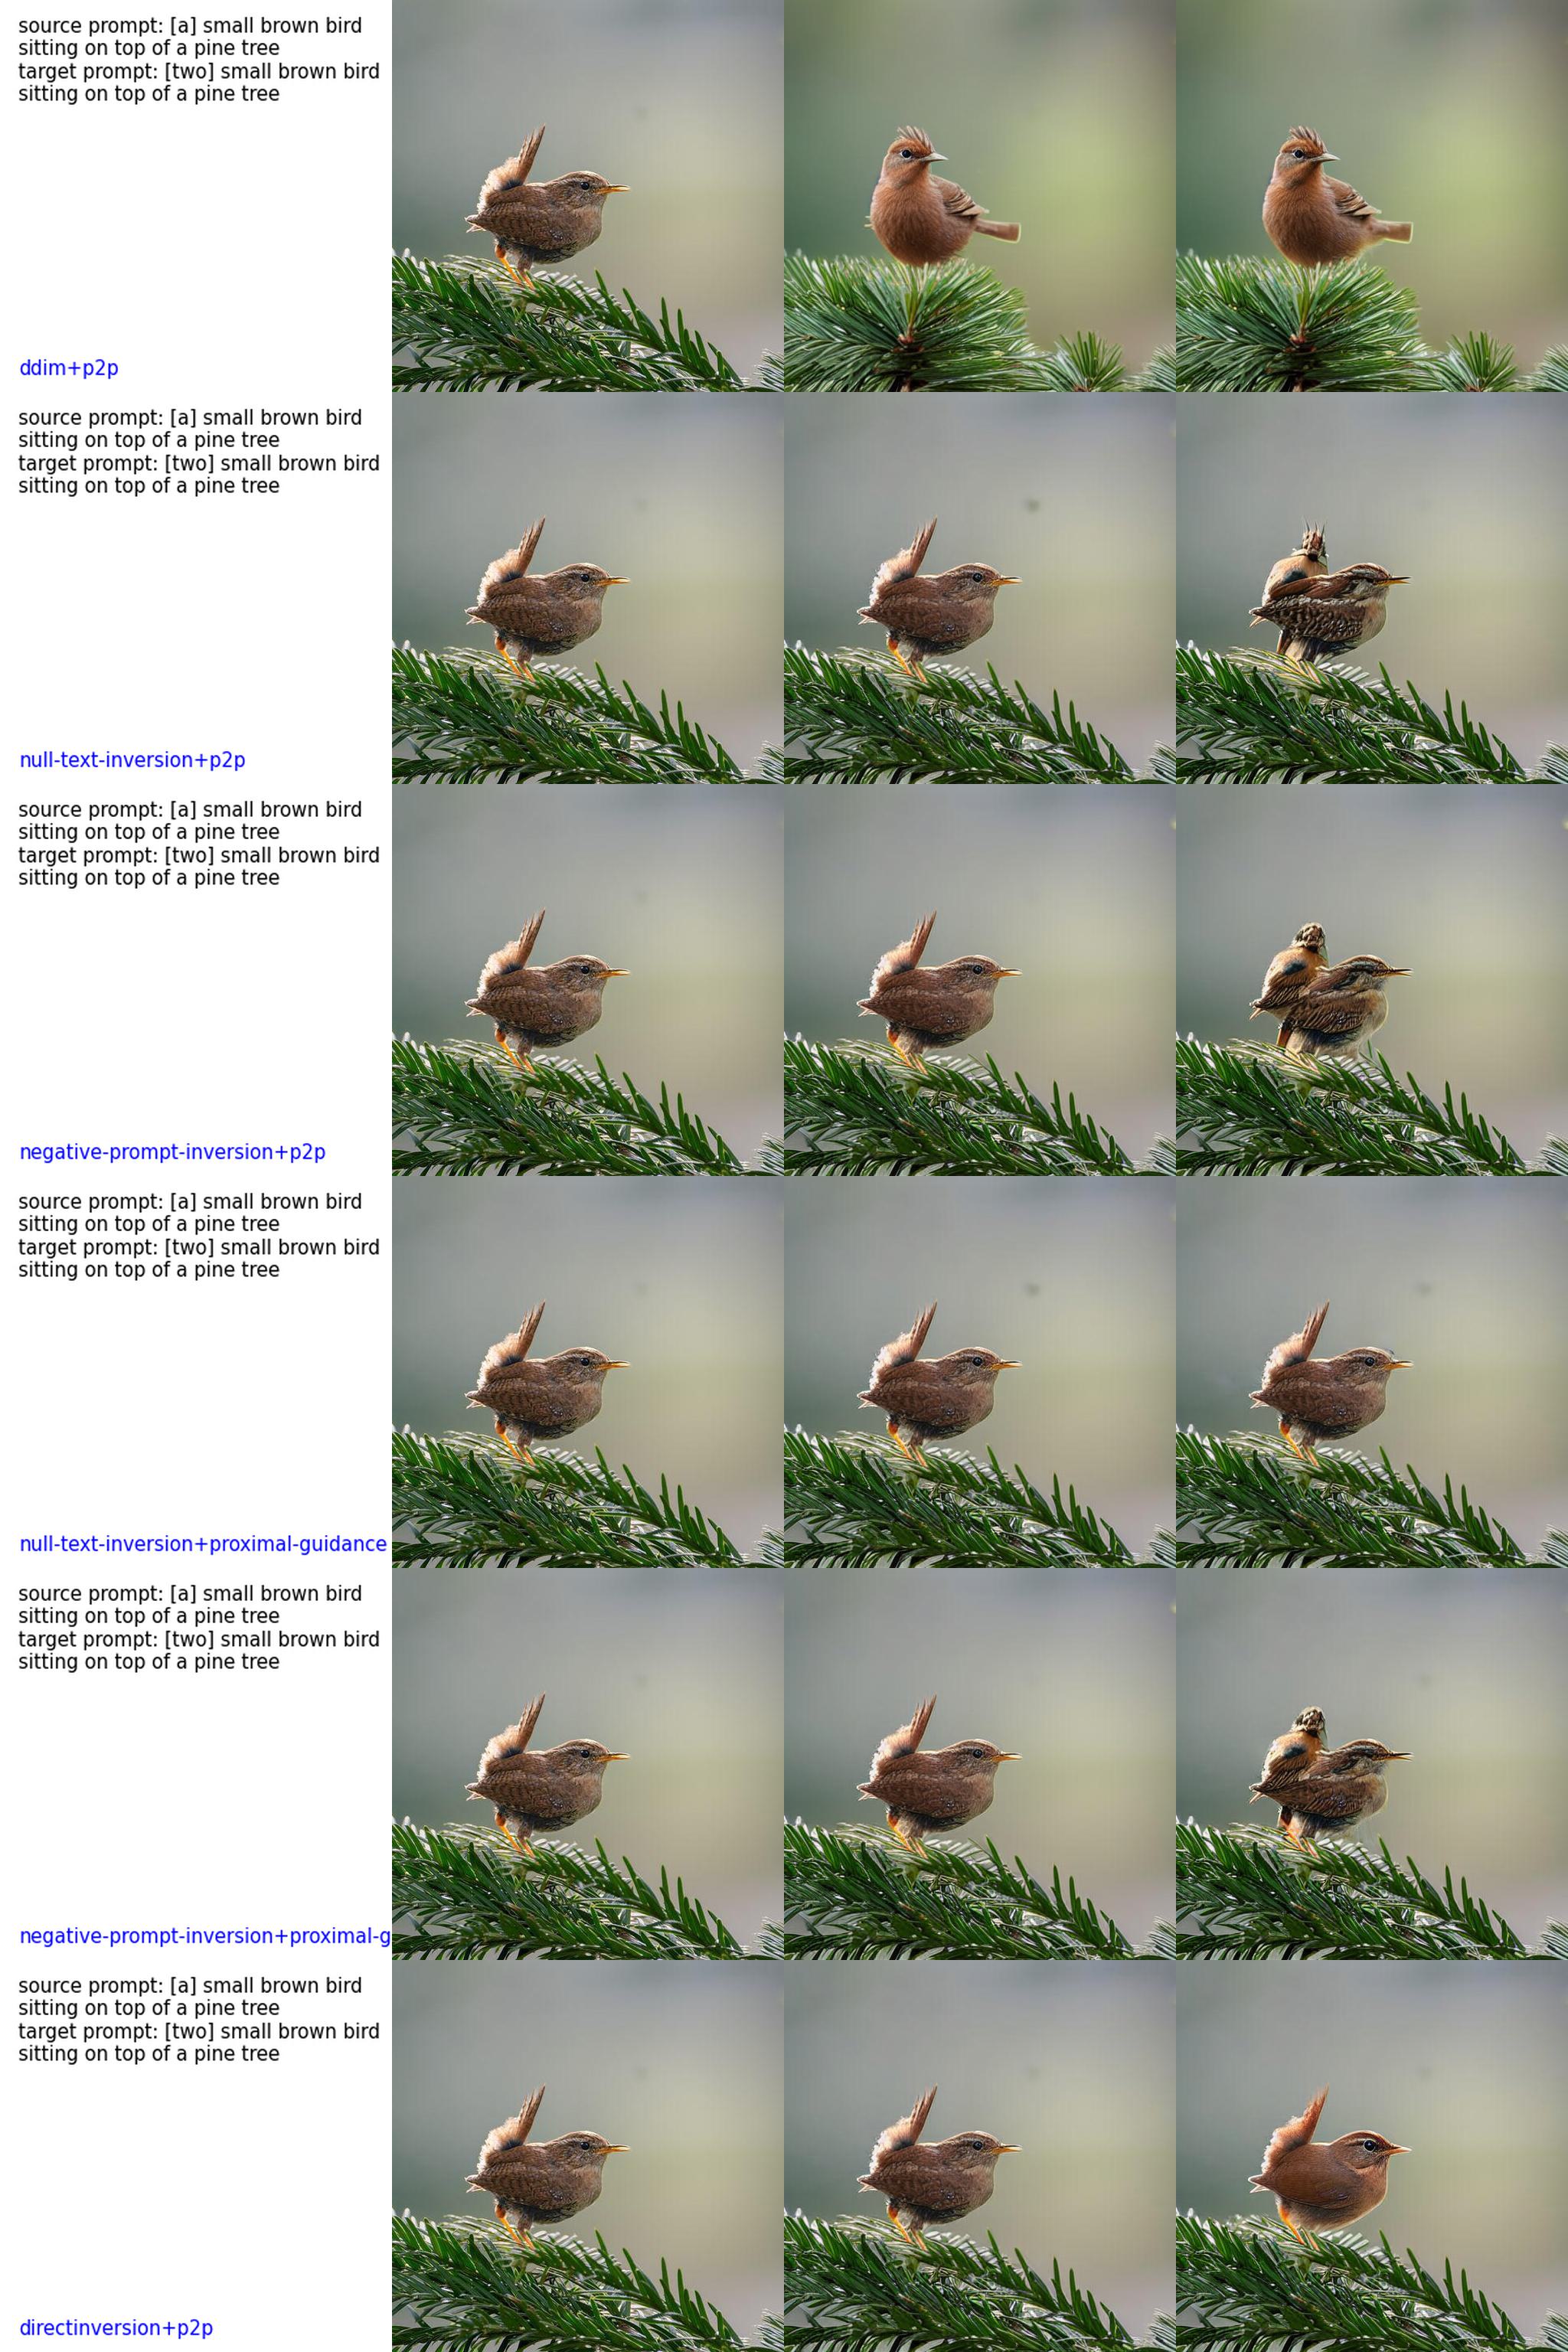 source prompt: [a] small brown bird
sitting on top of a pine tree
target prompt: [two] small brown bird
sitting on top of a pine tree
ddim+p2p
source prompt: [a] small brown bird
sitting on top of a pine tree
target prompt: [two] small brown bird
sitting on top of a pine tree
null-text-inversion+p2p
source prompt: [a] small brown bird
sitting on top of a pine tree
target prompt: [two] small brown bird
sitting on top of a pine tree
negative-prompt-inversion+p2p
source prompt: [a] small brown bird
sitting on top of a pine tree
target prompt: [two] small brown bird
sitting on top of a pine tree
null-text-inversion+proximal-guidance
source prompt: [a] small brown bird
sitting on top of a pine tree
target prompt: [two] small brown bird
sitting on top of a pine tree
negative-prompt-inversion+proximal-g
source prompt: [a] small brown bird
sitting on top of a pine tree
target prompt: [two] small brown bird
sitting on top of a pine tree
directinversion+p2p